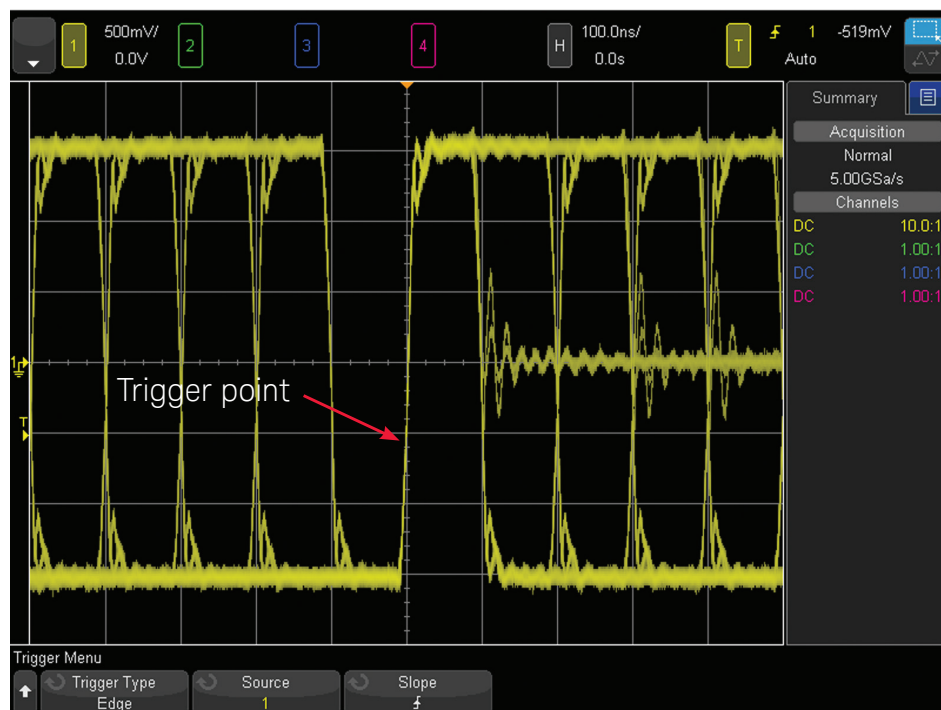 1 500mV/ 2 3 4 H 100.0ns/ T 1 -519mV
0.0V 0.0s Auto
Summary
Acquisition
Normal
5.00GSa/s
Channels
DC 10.0:1
DC 1.00:1
DC 1.00:1
DC 1.00:1
1
Trigger point
T
Trigger Menu
Trigger Type Source Slope
Edge 1